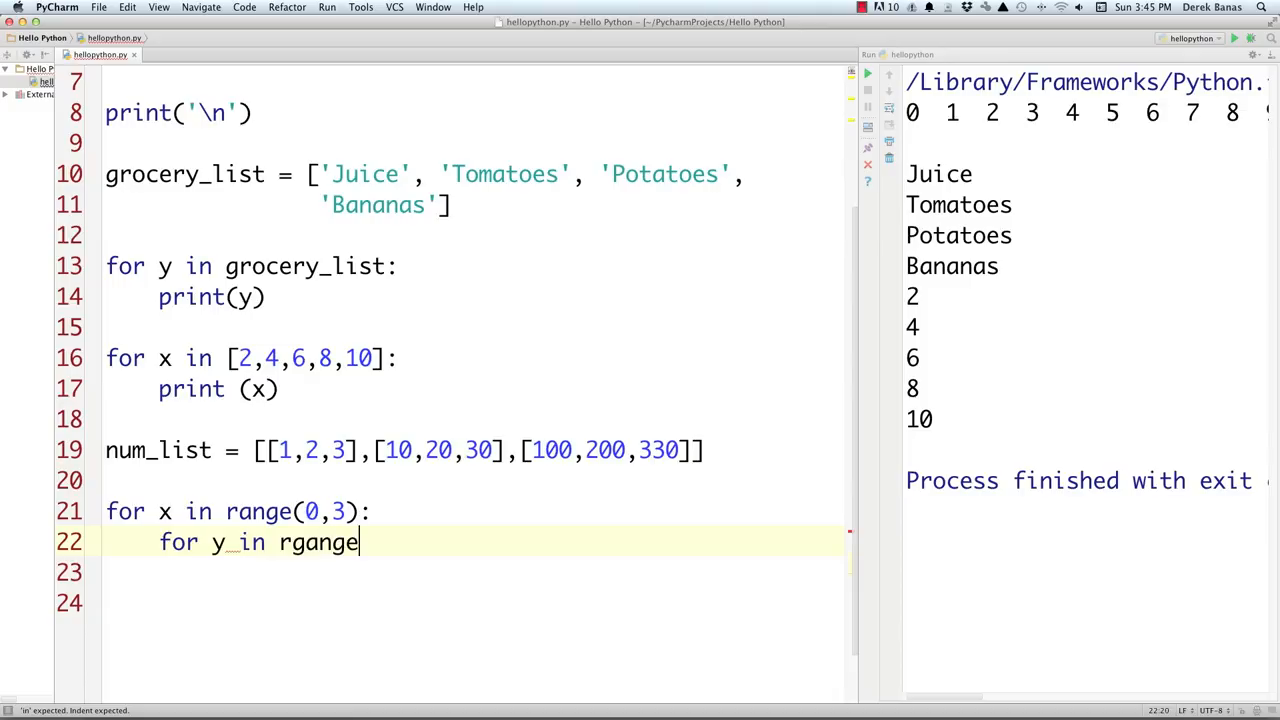 PyCharm File Edit View Navigate Code Refactor Run Tools VCS Window Help 10 Sun 3:45 PM Derek Banas
hellopython.py – Hello Python – [~/PycharmProjects/Hello Python]
Hello Python hellopython.py hellopython
hellopython.py Run hellopython
Hello P
hell
Externa
7
8 print('\n')
9
10 grocery_list = ['Juice', 'Tomatoes', 'Potatoes',
11 'Bananas']
12
13 for y in grocery_list:
14 print(y)
15
16 for x in [2,4,6,8,10]:
17 print (x)
18
19 num_list = [[1,2,3],[10,20,30],[100,200,330]]
20
21 for x in range(0,3):
22 for y in rgange
23
24
/Library/Frameworks/Python.
0 1 2 3 4 5 6 7 8 9
Juice
Tomatoes
Potatoes
Bananas
2
4
6
8
10
Process finished with exit
'in' expected. Indent expected. 22:20 LF UTF-8